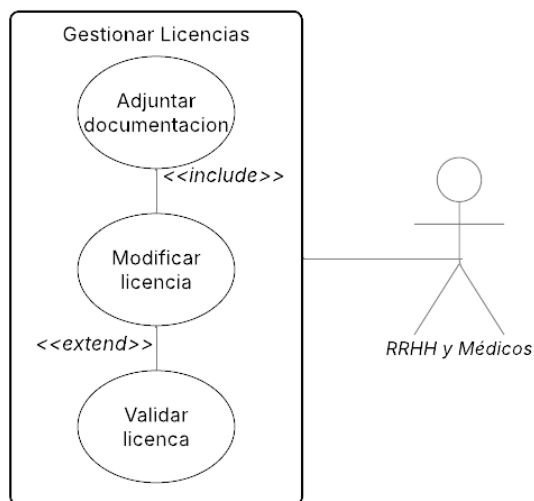 Gestionar Licencias
Adjuntar
documentacion
<<include>>
Modificar
licencia
<<extend>>
RRHH y Médicos
Validar
licenca